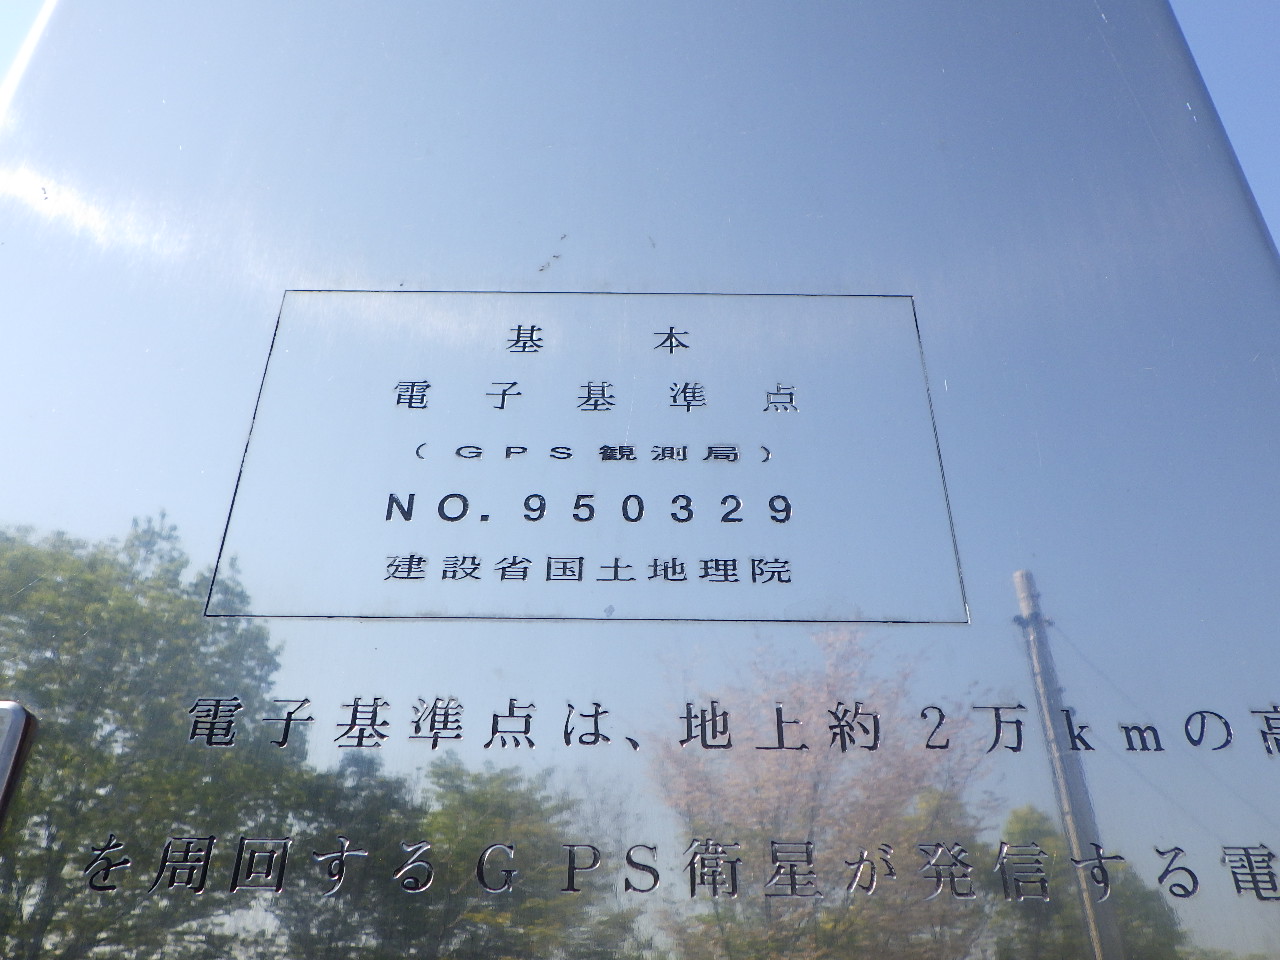 基本
電子基準点
(GPS観測局)
NO.950329
建設省国土地理院
電子基準点は、地上約2万kmの高
を周回するGPS衛星が発信する電